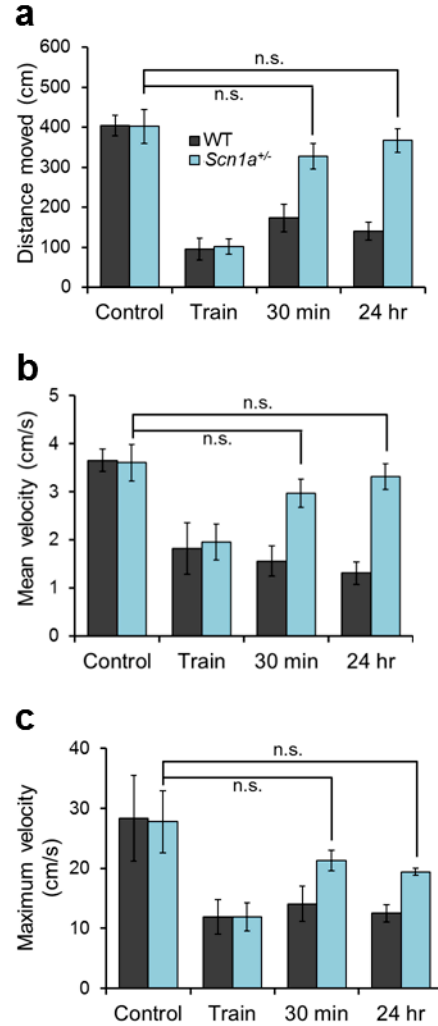 a
600
500
400
300
200
100
0
Distance moved (cm)
n.s.
n.s.
WT
Scn1a+/-
Control Train 30 min 24 hr
b
5
4
3
2
1
0
Mean velocity (cm/s)
n.s.
n.s.
Control Train 30 min 24 hr
c
40
30
20
10
0
Maximum velocity
(cm/s)
n.s.
n.s.
Control Train 30 min 24 hr